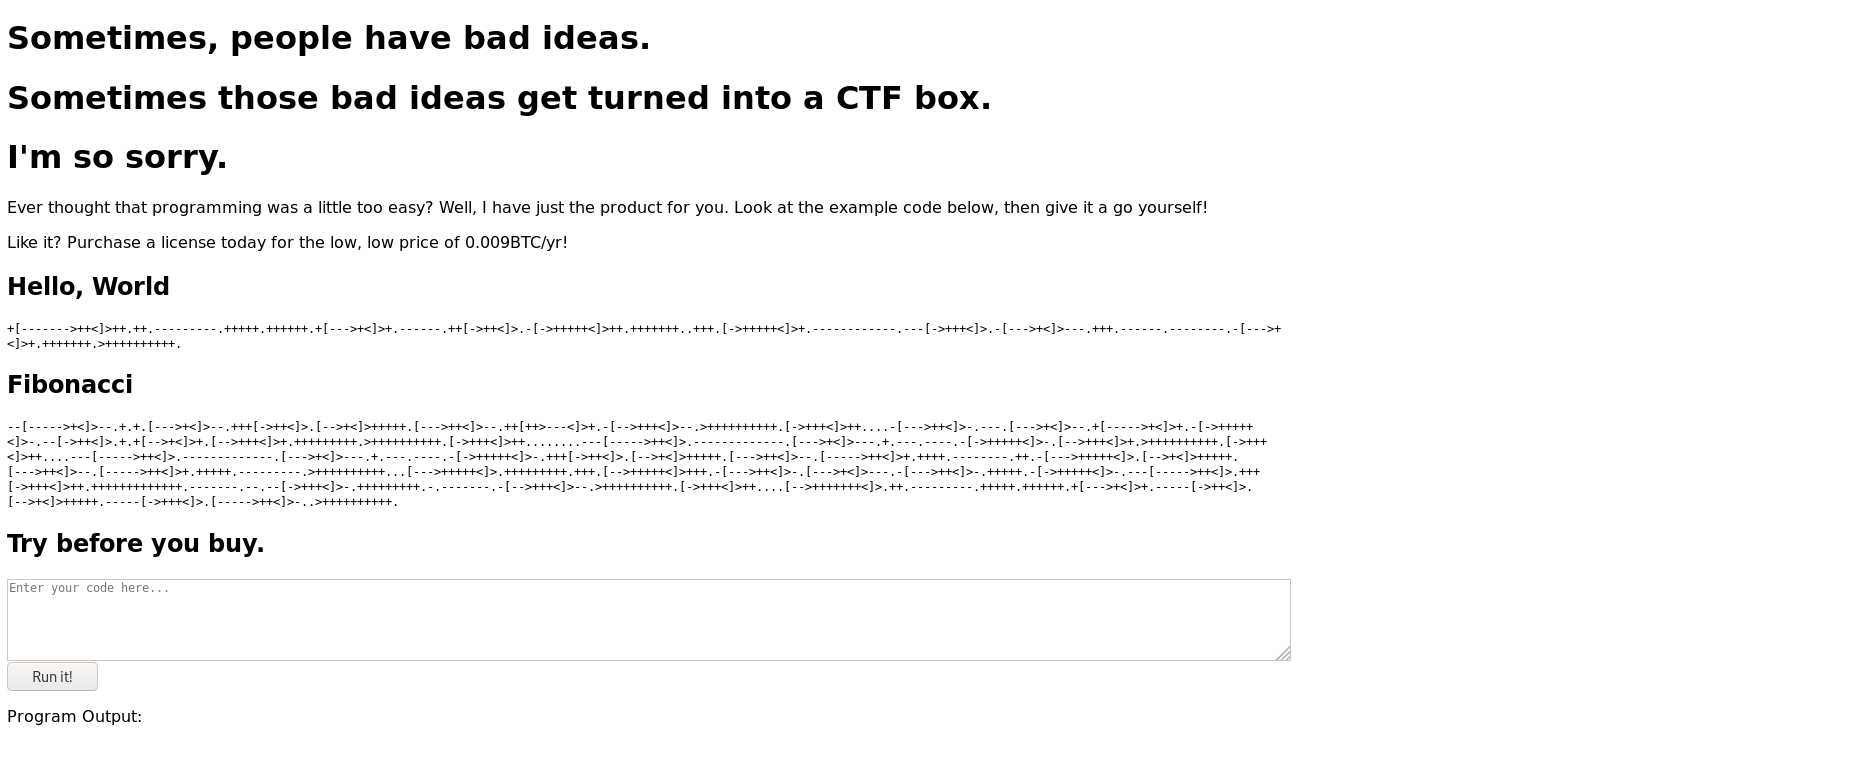 Sometimes, people have bad ideas.
Sometimes those bad ideas get turned into a CTF box.
I'm so sorry.
Ever thought that programming was a little too easy? Well, I have just the product for you. Look at the example code below, then give it a go yourself!
Like it? Purchase a license today for the low, low price of 0.009BTC/yr!
Hello, World
+[------->++<]>++.++.---------.+++++.++++++.+[--->+<]>+.------.++[->++<]>.-[->+++++<]>++.+++++++..+++.[->+++++<]>+.------------.---[->+++<]>.-[--->+<]>---.+++.------.--------.-[--->+
<]>+.+++++++.>++++++++++.
Fibonacci
--[----->+<]>--.+.+.[--->+<]>--.+++[->++<]>.[-->+<]>+++++.[--->++<]>--.++[++>---<]>+.-[-->+++<]>--.>++++++++++.[->+++<]>++....-[--->++<]>-.---.[--->+<]>--.+[----->+<]>+.-[->+++++
<]>-.--[->++<]>.+.+[-->+<]>+.[-->+++<]>+.+++++++++.>++++++++++.[->+++<]>++........---[----->++<]>.-------------.[--->+<]>---.+.---.----.-[->+++++<]>-.[-->+++<]>+.>++++++++++.[->+++
<]>++....---[----->++<]>.-------------.[--->+<]>---.+.---.----.-[->+++++<]>-.+++[->++<]>.[-->+<]>+++++.[--->++<]>--.[----->++<]>+.++++.--------.++.-[--->+++++<]>.[-->+<]>+++++.
[--->++<]>--.[----->++<]>+.+++++.---------.>++++++++++...[--->+++++<]>.+++++++++.+++.[-->+++++<]>+++.-[--->++<]>-.[--->+<]>---.-[--->++<]>-.+++++.-[->+++++<]>-.---[----->++<]>.+++
[->+++<]>++.+++++++++++++.-------.--.--[->+++<]>-.+++++++++.-.-------.-[-->+++<]>--.>++++++++++.[->+++<]>++....[-->+++++++<]>.++.---------.+++++.++++++.+[--->+<]>+.-----[->++<]>.
[-->+<]>+++++.-----[->+++<]>.[----->++<]>-..>++++++++++.
Try before you buy.
Enter your code here...
Run it!
Program Output: